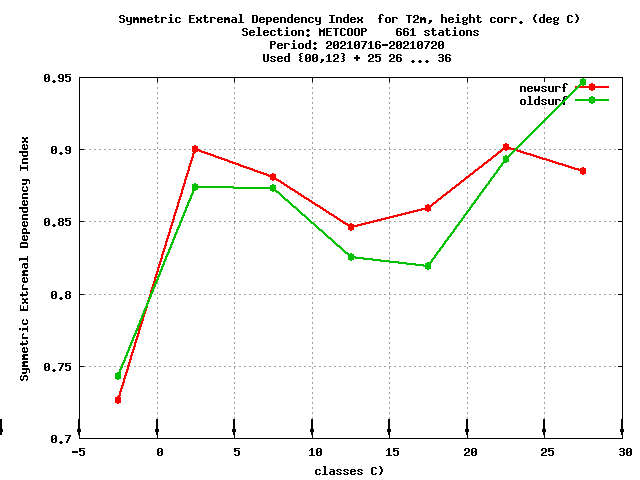 Symmetric Extremal Dependency Index  for T2m, height corr. (deg C)
Selection: METCOOP    661 stations
Period: 20210716-20210720
Used {00,12} + 25 26 ... 36
Symmetric Extremal Dependency Index
0.95
0.9
0.85
0.8
0.75
0.7
newsurf
oldsurf
-5 0 5 10 15 20 25 30
classes C)